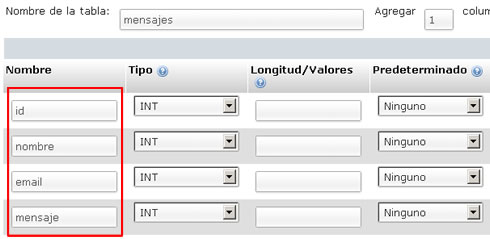 Nombre de la tabla: mensajes Agregar 1 colum
Nombre Tipo Longitud/Valores Predeterminado
id INT Ninguno
nombre INT Ninguno
email INT Ninguno
mensaje INT Ninguno